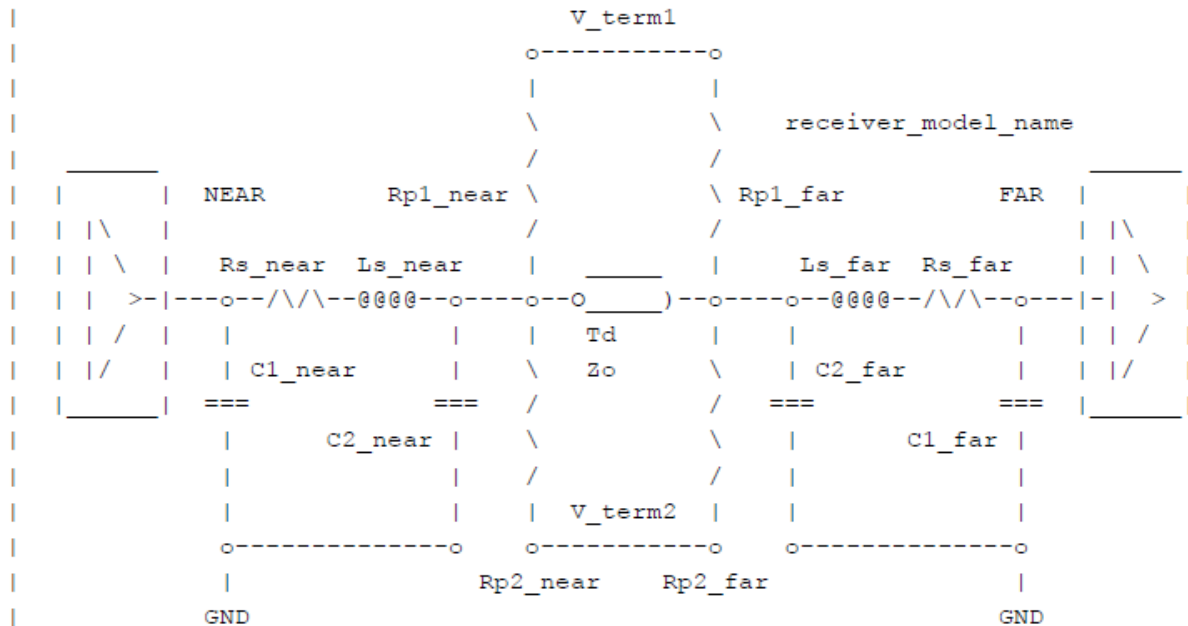 V_term1
receiver_model_name
NEAR Rp1_near Rp1_far FAR
Rs_near Ls_near Ls_far Rs_far
Td
C1_near Zo C2_far
C2_near C1_far
V_term2
Rp2_near Rp2_far
GND GND